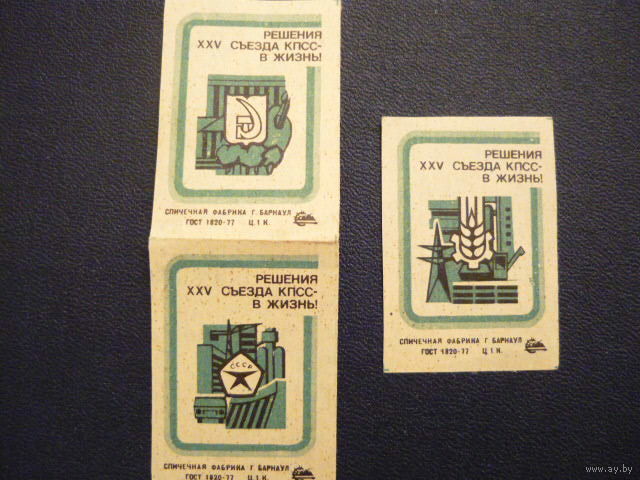 РЕШЕНИЯ
XXV СЪЕЗДА КПСС-
В ЖИЗНЬ!
СПИЧЕЧНАЯ ФАБРИКА Г. БАРНАУЛ
ГОСТ 1820-77 Ц. 1 К.
РЕШЕНИЯ
XXV СЪЕЗДА КПСС-
В ЖИЗНЬ!
СССР
СПИЧЕЧНАЯ ФАБРИКА Г БАРНАУЛ
ГОСТ 1820-77 Ц. 1 К.
РЕШЕНИЯ
XXV СЪЕЗДА КПСС-
В ЖИЗНЬ!
СПИЧЕЧНАЯ ФАБРИКА Г БАРНАУЛ
ГОСТ 1820-77 Ц. 1 К.
www.ay.by